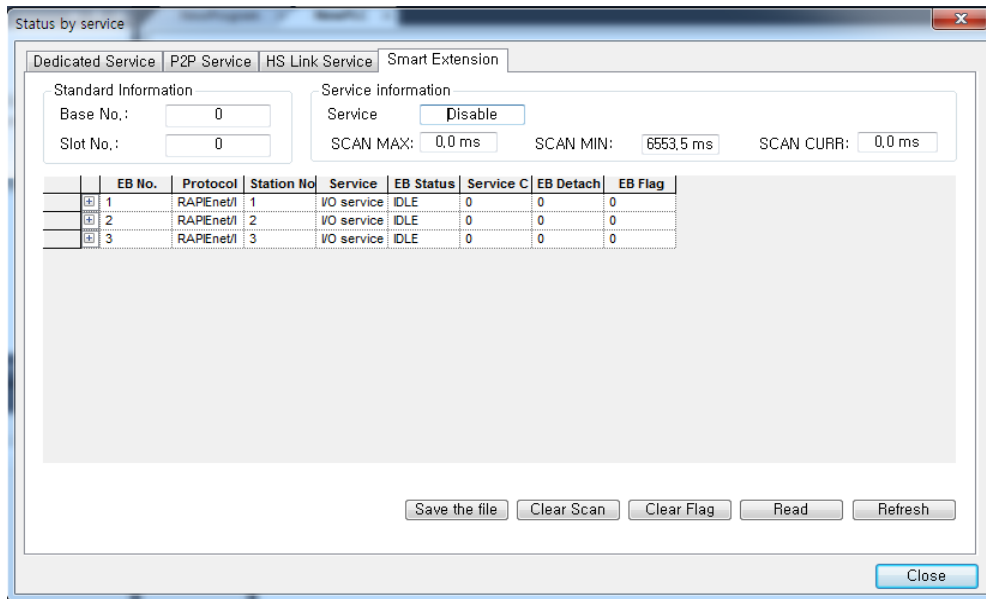 Status by service
Dedicated Service P2P Service HS Link Service Smart Extension
Standard Information Service information
Base No.: 0 Service Disable
Slot No.: 0 SCAN MAX: 0,0 ms SCAN MIN: 6553,5 ms SCAN CURR: 0,0 ms
EB No. Protocol Station No Service EB Status Service C EB Detach EB Flag
1 RAPIEnet/I 1 I/O service IDLE 0 0 0
2 RAPIEnet/I 2 I/O service IDLE 0 0 0
3 RAPIEnet/I 3 I/O service IDLE 0 0 0
Save the file Clear Scan Clear Flag Read Refresh
Close